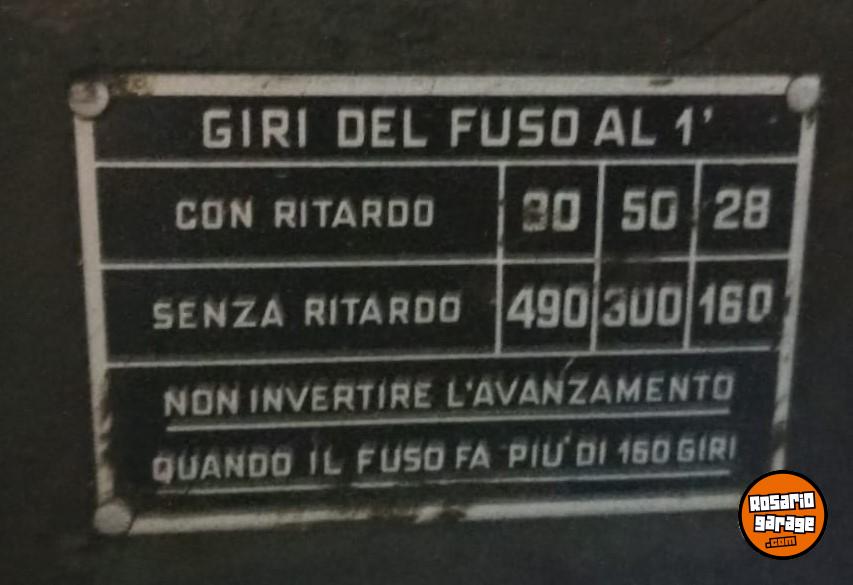 GIRI DEL FUSO AL 1'
CON RITARDO 80 50 28
SENZA RITARDO 490 300 160
NON INVERTIRE L'AVANZAMENTO
QUANDO IL FUSO FA PIU' DI 160 GIRI
Rosario
garage
.com